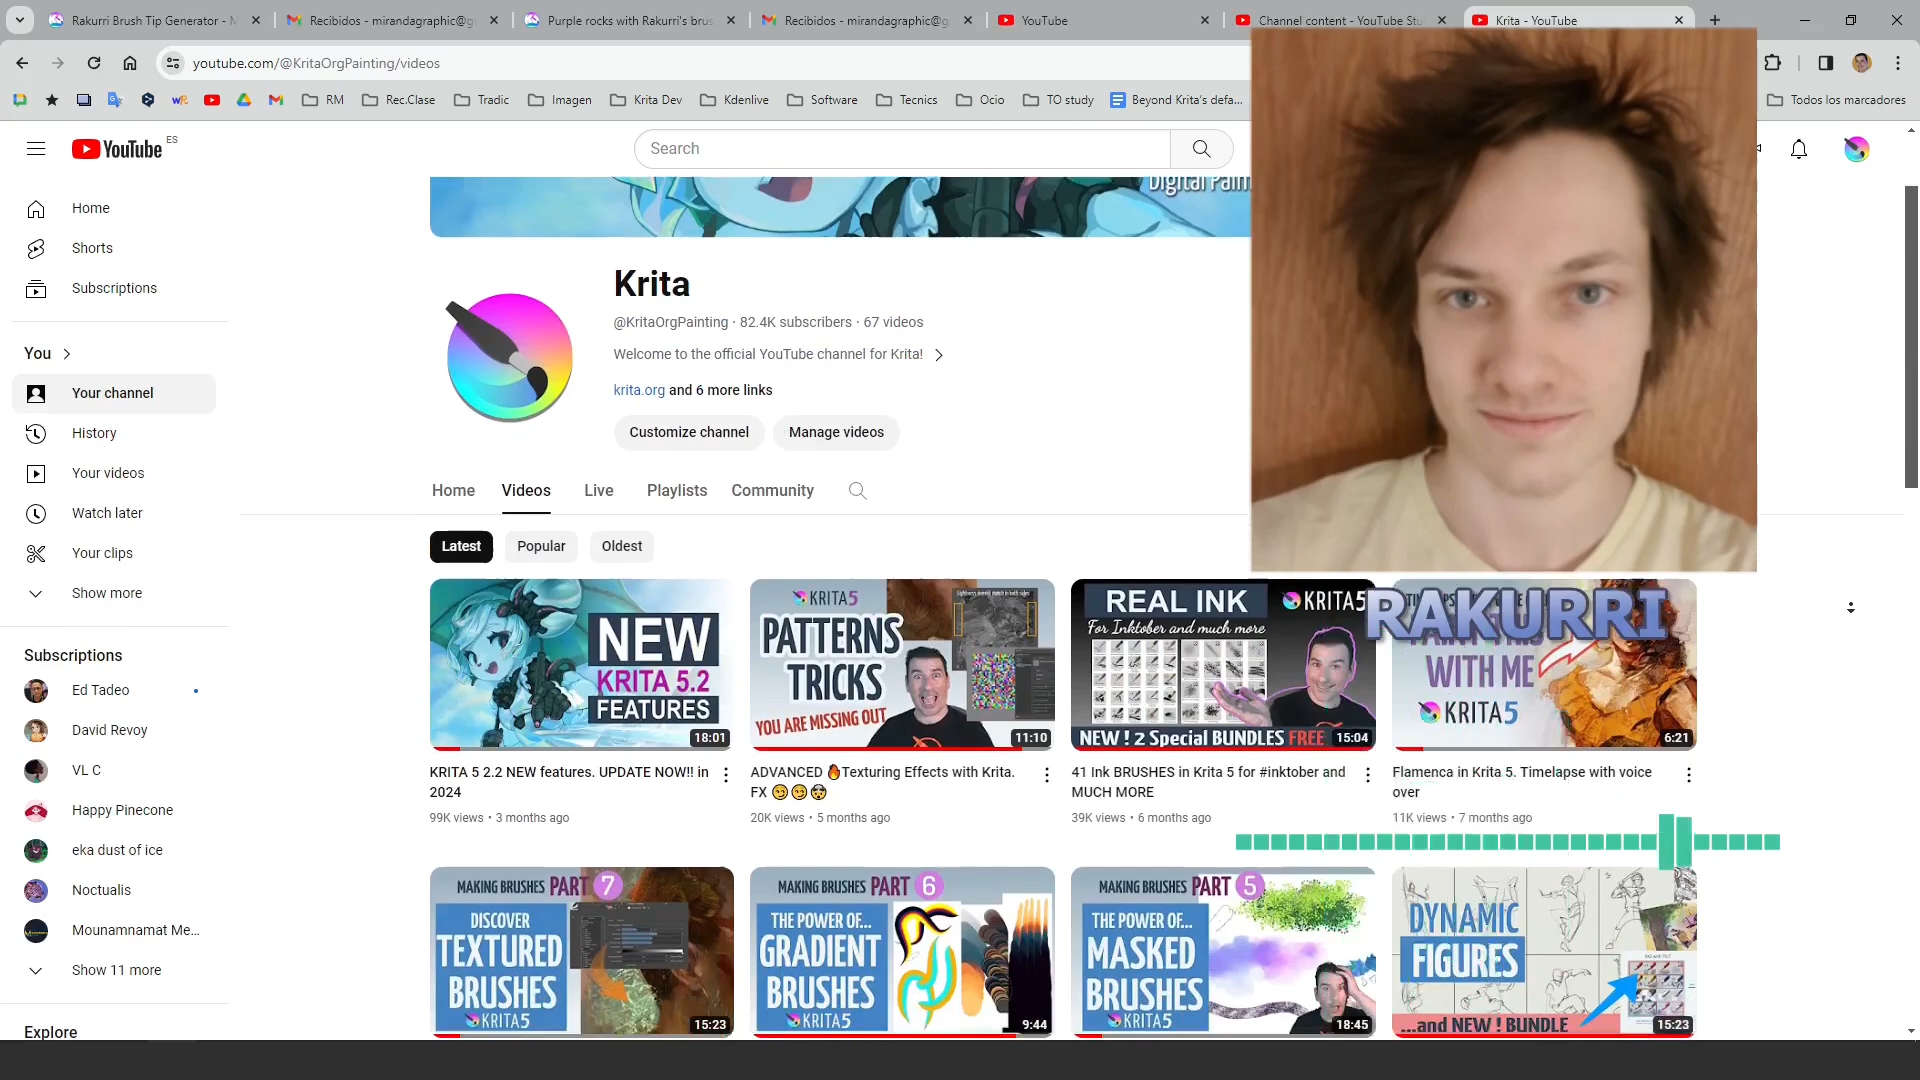 Rakurri Brush Tip Generator - M
Recibidos - mirandagraphic@g
Purple rocks with Rakurri's brus
Recibidos - mirandagraphic@g
YouTube
Channel content - YouTube Stu
Krita - YouTube
youtube.com/@KritaOrgPainting/videos
RM
Rec.Clase
Tradic
Imagen
Krita Dev
Kdenlive
Software
Tecnics
Ocio
TO study
Beyond Krita's defa...
Todos los marcadores
YouTube ES
Search
Home
Shorts
Subscriptions
You
Your channel
History
Your videos
Watch later
Your clips
Show more
Subscriptions
Ed Tadeo
David Revoy
VL C
Happy Pinecone
eka dust of ice
Noctualis
Mounamnamat Me...
Show 11 more
Explore
Digital Pain
Krita
@KritaOrgPainting · 82.4K subscribers · 67 videos
Welcome to the official YouTube channel for Krita!
krita.org and 6 more links
Customize channel
Manage videos
Home
Videos
Live
Playlists
Community
Latest
Popular
Oldest
NEW
KRITA 5.2
FEATURES
18:01
KRITA 5 2.2 NEW features. UPDATE NOW!! in
2024
99K views • 3 months ago
KRITA5
PATTERNS
TRICKS
YOU ARE MISSING OUT
11:10
ADVANCED 🔥Texturing Effects with Krita.
FX 😏😏😲
20K views • 5 months ago
REAL INK
KRITA5
For Inktober and much more
NEW ! 2 Special BUNDLES FREE
15:04
41 Ink BRUSHES in Krita 5 for #inktober and
MUCH MORE
39K views • 6 months ago
RAKURRI
WITH ME
KRITA5
6:21
Flamenca in Krita 5. Timelapse with voice
over
11K views • 7 months ago
MAKING BRUSHES PART 7
DISCOVER
TEXTURED
BRUSHES
KRITA5
15:23
MAKING BRUSHES PART 6
THE POWER OF...
GRADIENT
BRUSHES
KRITA5
9:44
MAKING BRUSHES PART 5
THE POWER OF...
MASKED
BRUSHES
KRITA5
18:45
DYNAMIC
FIGURES
...and NEW ! BUNDLE
15:23